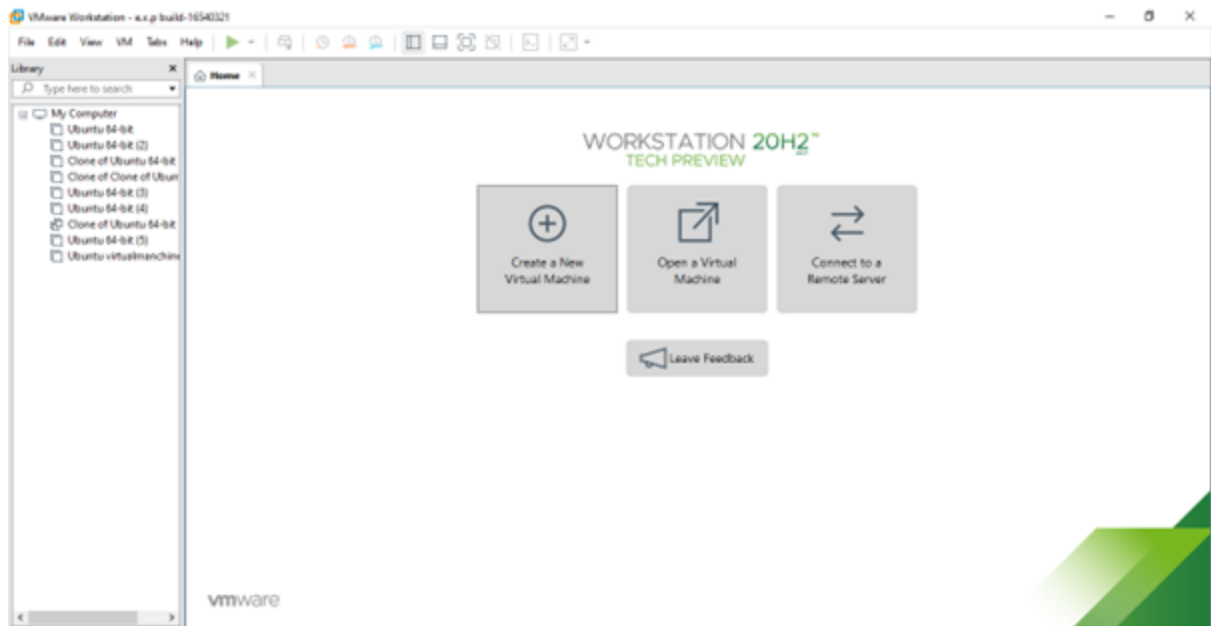 VMware Workstation - e.x.p build-16540321
File Edit View VM Tabs Help
Library
Type here to search
Home
My Computer
Ubuntu 64-bit
Ubuntu 64-bit (2)
Clone of Ubuntu 64-bit
Clone of Clone of Ubun
Ubuntu 64-bit (3)
Ubuntu 64-bit (4)
Clone of Ubuntu 64-bit
Ubuntu 64-bit (5)
Ubuntu virtualmanchine
WORKSTATION 20H2™
TECH PREVIEW
Create a New
Virtual Machine
Open a Virtual
Machine
Connect to a
Remote Server
Leave Feedback
vmware